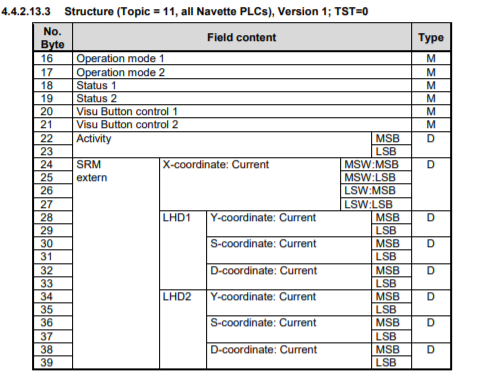 4.4.2.13.3 Structure (Topic = 11, all Navette PLCs), Version 1; TST=0
No. Byte Field content Type
16 Operation mode 1 M
17 Operation mode 2 M
18 Status 1 M
19 Status 2 M
20 Visu Button control 1 M
21 Visu Button control 2 M
22 Activity MSB D
23 LSB
24 SRM X-coordinate: Current MSW:MSB D
25 extern MSW:LSB
26 LSW:MSB
27 LSW:LSB
28 LHD1 Y-coordinate: Current MSB D
29 LSB
30 S-coordinate: Current MSB D
31 LSB
32 D-coordinate: Current MSB D
33 LSB
34 LHD2 Y-coordinate: Current MSB D
35 LSB
36 S-coordinate: Current MSB D
37 LSB
38 D-coordinate: Current MSB D
39 LSB